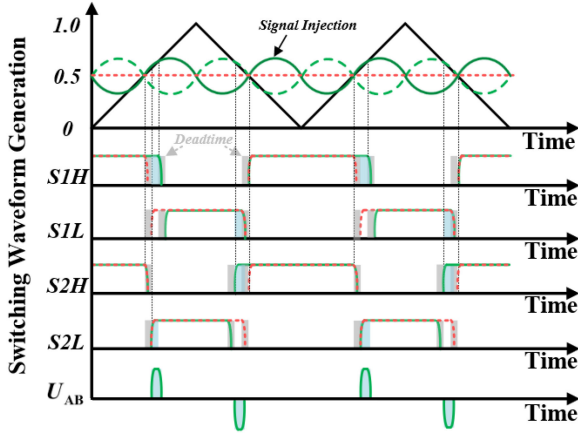 Switching Waveform Generation
1.0
Signal Injection
0.5
0
Time
Deadtime
S1H
Time
S1L
Time
S2H
Time
S2L
Time
UAB
Time